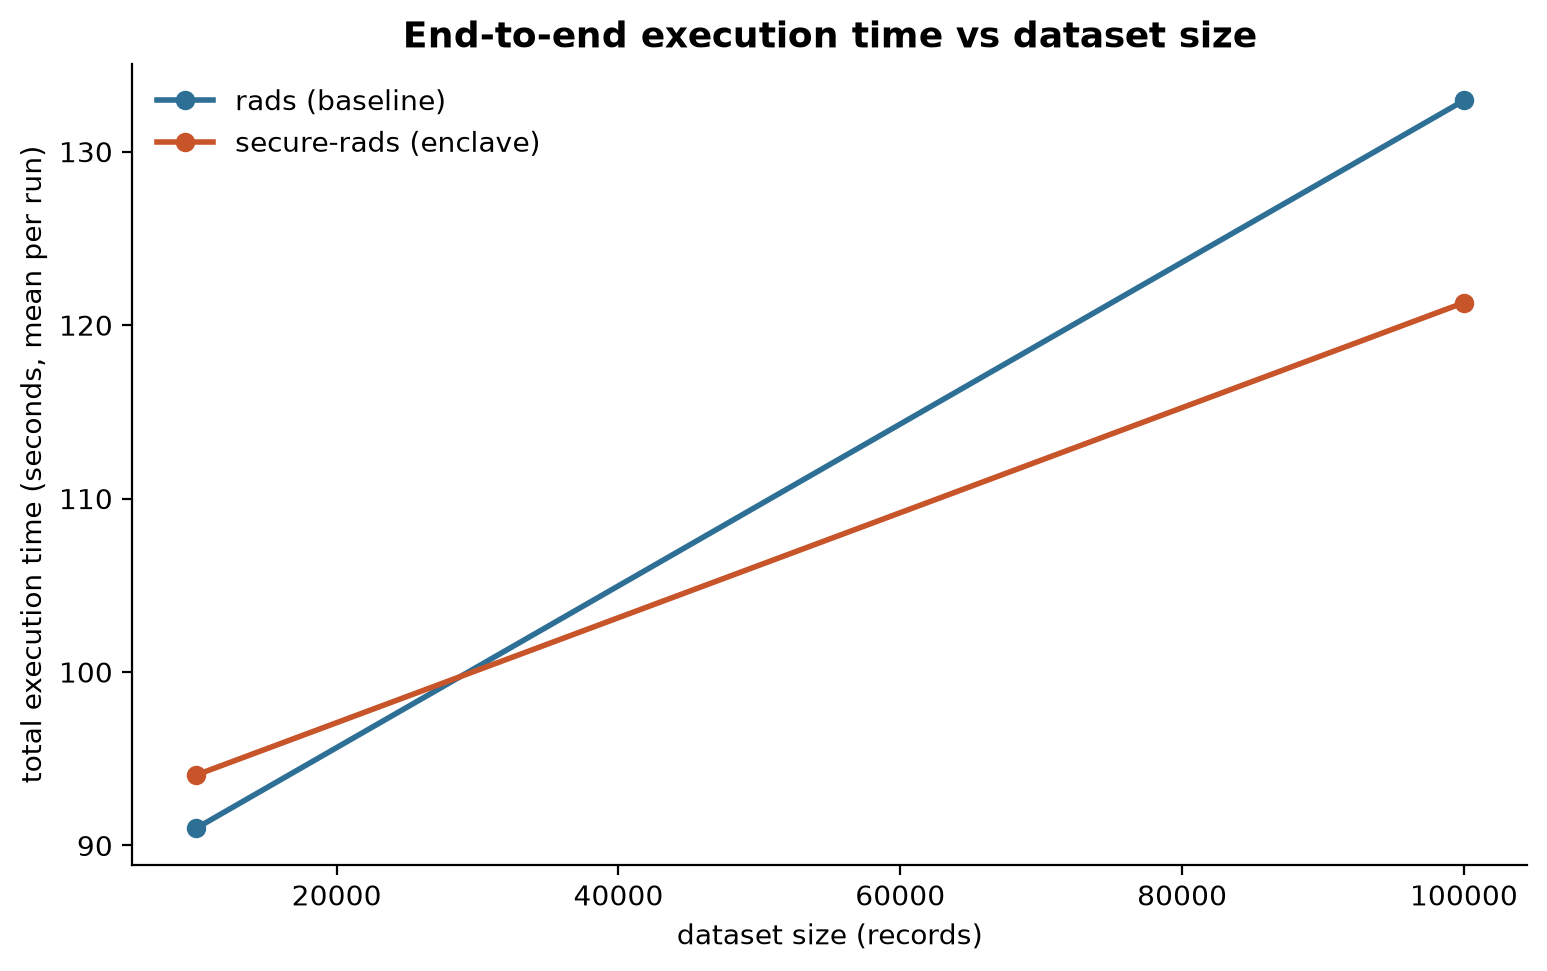 End-to-end execution time vs dataset size
rads (baseline)
secure-rads (enclave)
total execution time (seconds, mean per run)
130
120
110
100
90
20000
40000
60000
80000
100000
dataset size (records)